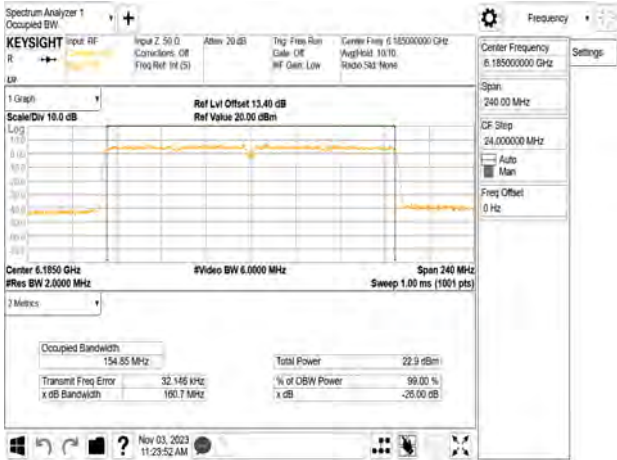 Spectrum Analyzer 1
Occupied BW
Frequency
KEYSIGHT Input: RF
R
Input Z: 50 Ω
Corrections: Off
Freq Ref: Int (S)
Atten: 20 dB
Trig: Free Run
Gate: Off
#IF Gain: Low
Center Freq: 6.185000000 GHz
Avg|Hold: 10/10
Radio Std: None
Center Frequency
6.185000000 GHz
Settings
Span
240.00 MHz
CF Step
24.000000 MHz
Auto
Man
Freq Offset
0 Hz
1 Graph
Scale/Div 10.0 dB
Ref Lvl Offset 13.40 dB
Ref Value 20.00 dBm
Log
Center 6.1850 GHz
#Video BW 6.0000 MHz
Span 240 MHz
#Res BW 2.0000 MHz
Sweep 1.00 ms (1001 pts)
2 Metrics
Occupied Bandwidth
154.85 MHz
Total Power
22.9 dBm
Transmit Freq Error
32.146 kHz
% of OBW Power
99.00 %
x dB Bandwidth
160.7 MHz
x dB
-26.00 dB
Nov 03, 2023
11:23:52 AM